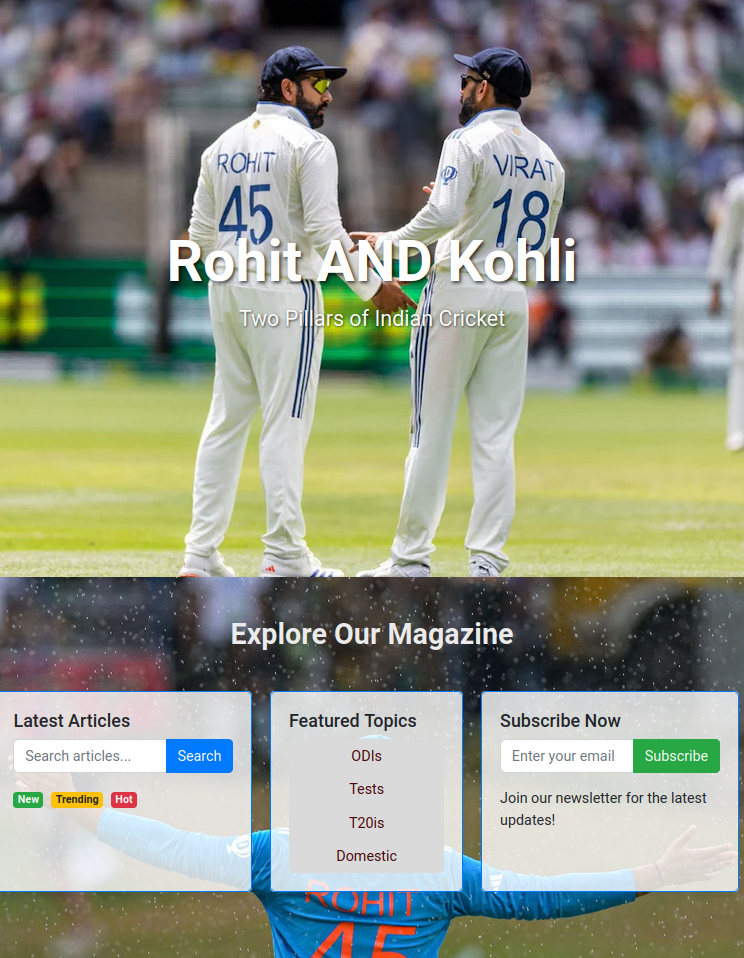 ROHIT
45
VIRAT
18
Rohit AND Kohli
Two Pillars of Indian Cricket
Explore Our Magazine
Latest Articles
Search articles...
Search
New
Trending
Hot
Featured Topics
ODIs
Tests
T20is
Domestic
Subscribe Now
Enter your email
Subscribe
Join our newsletter for the latest
updates!
ROHIT
45